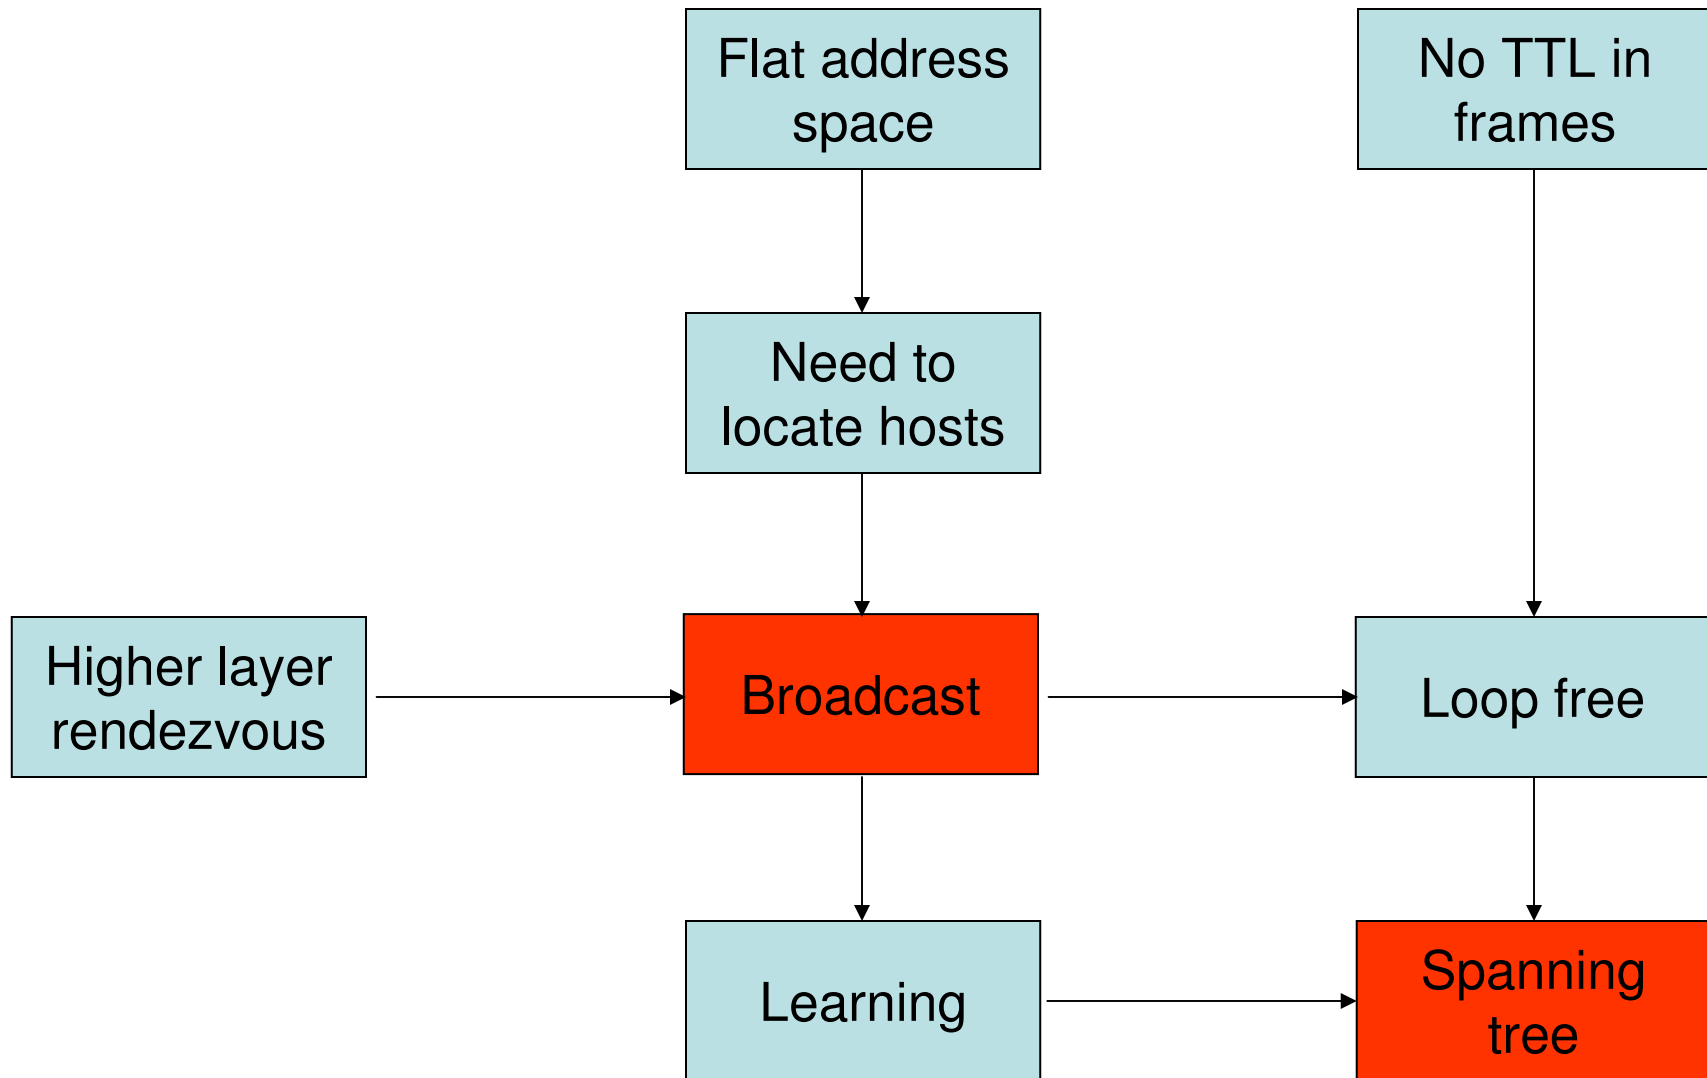 Flat address
space
No TTL in
frames
Need to
locate hosts
Higher layer
rendezvous
Broadcast
Loop free
Learning
Spanning
tree